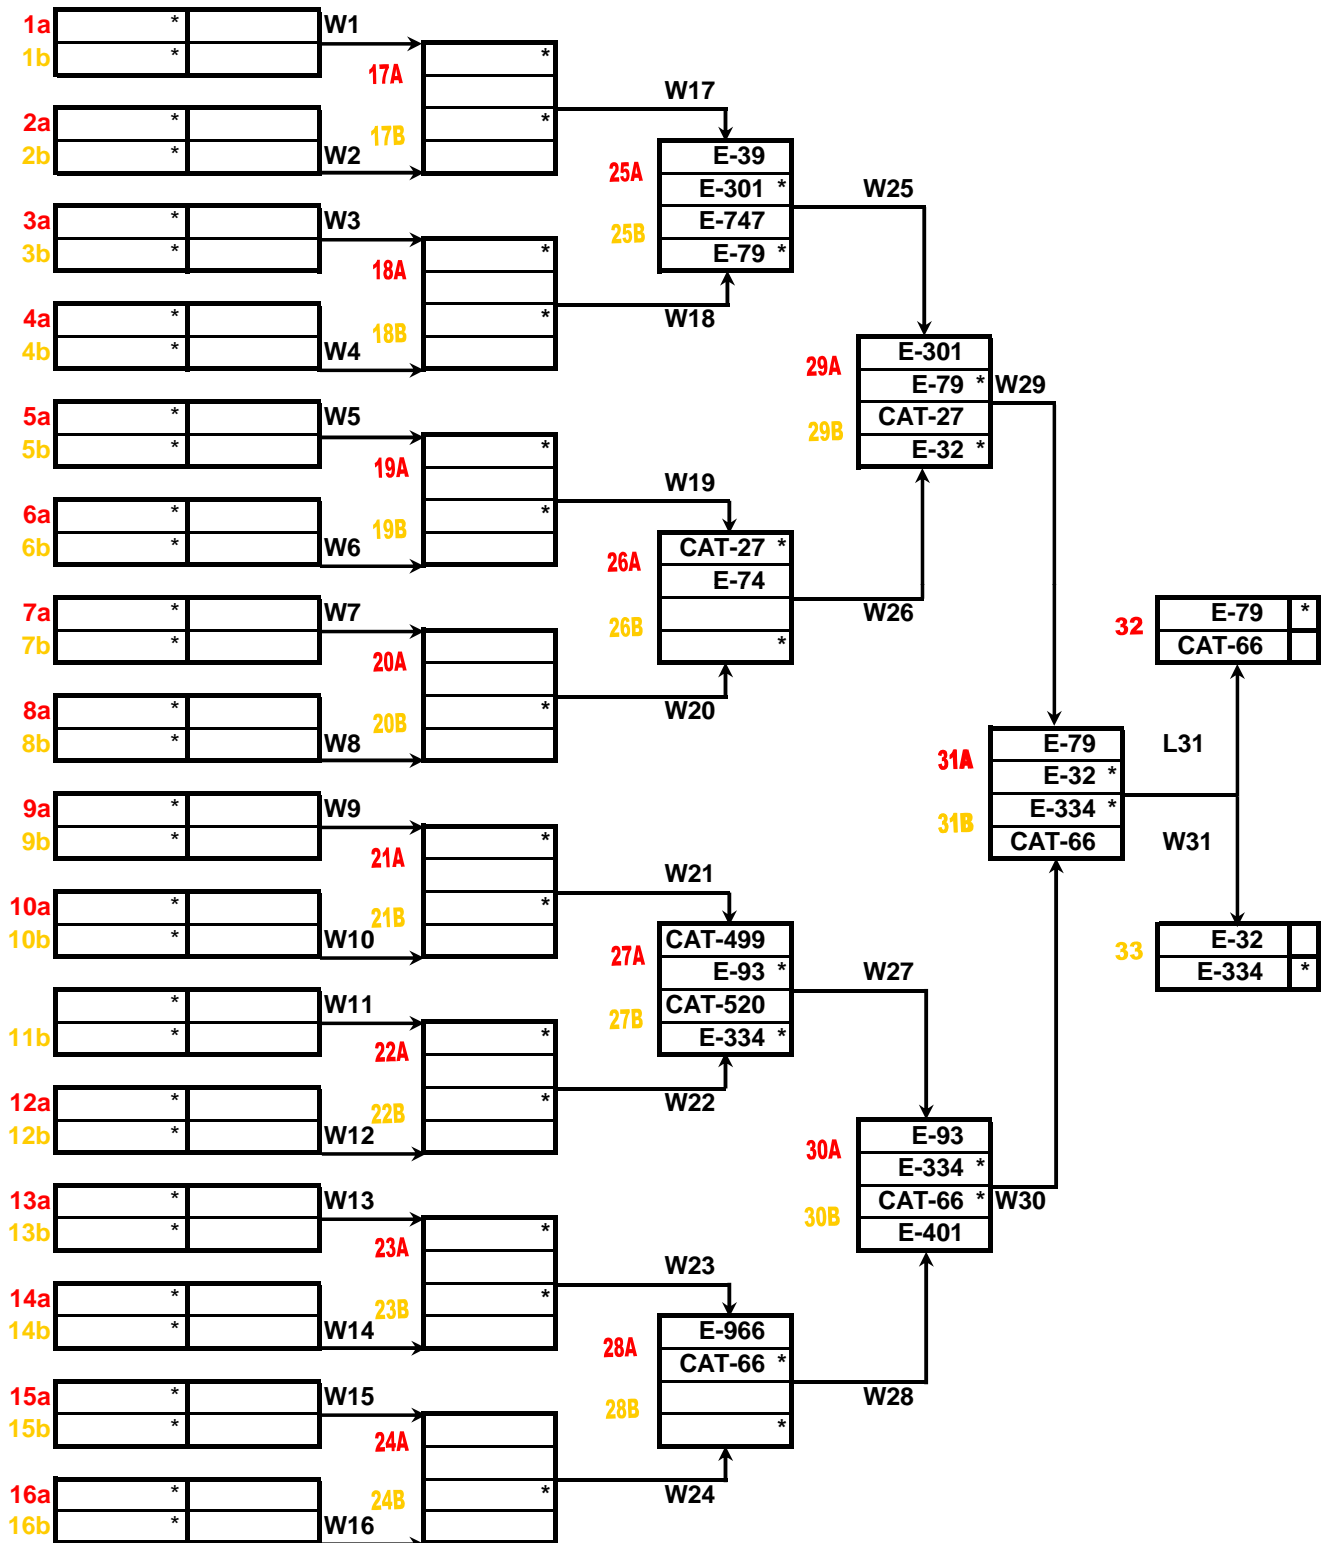 1a * W1
1b *
17A *
2a * 17B *
2b * W2
W17
25A E-39
E-301 *
25B E-747
E-79 *
W25
3a * W3
3b *
18A *
4a * 18B *
4b * W4
W18
29A E-301
E-79 * W29
29B CAT-27
E-32 *
5a * W5
5b *
19A *
6a * 19B *
6b * W6
W19
26A CAT-27 *
E-74
26B
*
W26
7a * W7
7b *
20A
8a * 20B *
8b * W8
W20
32 E-79 *
CAT-66
31A E-79
E-32 *
31B E-334 *
CAT-66
L31
W31
33 E-32
E-334 *
9a * W9
9b *
21A *
10a * 21B *
10b * W10
W21
27A CAT-499
E-93 *
27B CAT-520
E-334 *
W27
* W11
11b *
22A *
12a * 22B *
12b * W12
W22
30A E-93
E-334 *
30B CAT-66 * W30
E-401
13a * W13
13b *
23A *
14a * 23B *
14b * W14
W23
28A E-966
CAT-66 *
28B
*
W28
15a * W15
15b *
24A
16a * 24B *
16b * W16
W24